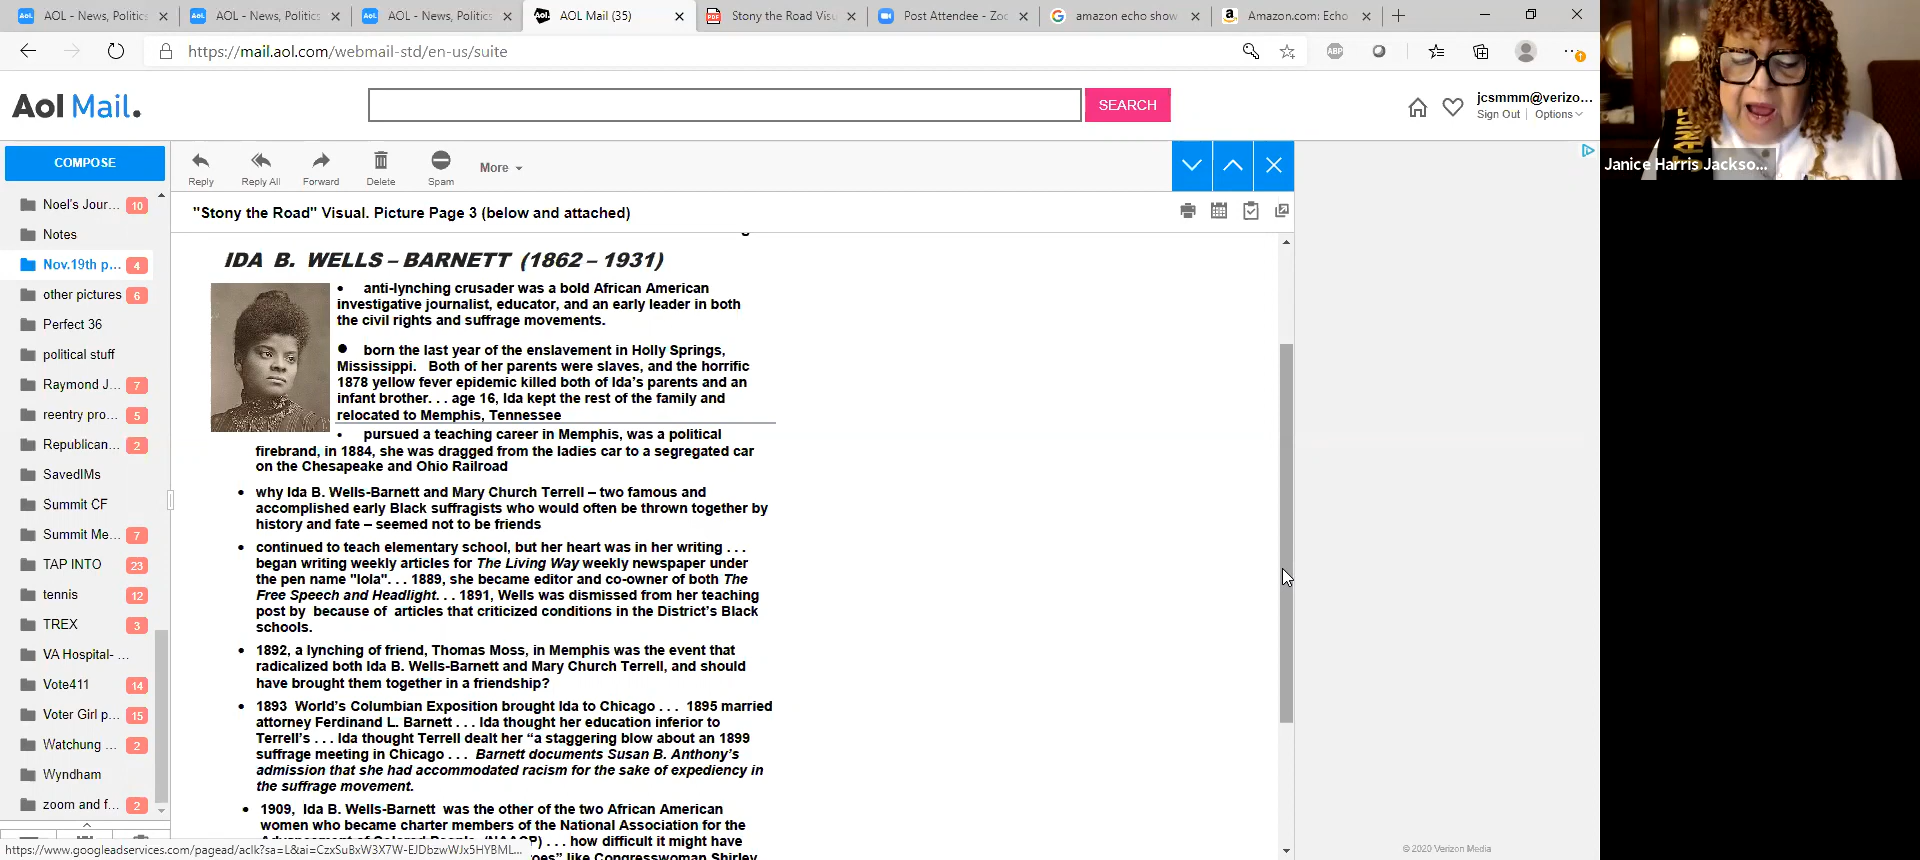 AOL - News, Politics
AOL - News, Politics
AOL - News, Politics
AOL Mail (35)
Stony the Road Visu
Post Attendee - Zoo
amazon echo show
Amazon.com: Echo
https://mail.aol.com/webmail-std/en-us/suite
ABP
Aol Mail.
SEARCH
jcsmmm@verizo...
Sign Out | Options
COMPOSE
Reply
Reply All
Forward
Delete
Spam
More
Noel's Jour... 10
Notes
Nov.19th p... 4
other pictures 6
Perfect 36
political stuff
Raymond J... 7
reentry pro... 5
Republican... 2
SavedIMs
Summit CF
Summit Me... 7
TAP INTO 23
tennis 12
TREX 3
VA Hospital- ...
Vote411 14
Voter Girl p... 15
Watchung ... 2
Wyndham
zoom and f... 2
"Stony the Road" Visual. Picture Page 3 (below and attached)
IDA B. WELLS – BARNETT (1862 – 1931)
• anti-lynching crusader was a bold African American
investigative journalist, educator, and an early leader in both
the civil rights and suffrage movements.
• born the last year of the enslavement in Holly Springs,
Mississippi. Both of her parents were slaves, and the horrific
1878 yellow fever epidemic killed both of Ida's parents and an
infant brother. . . age 16, Ida kept the rest of the family and
relocated to Memphis, Tennessee
• pursued a teaching career in Memphis, was a political
firebrand, in 1884, she was dragged from the ladies car to a segregated car
on the Chesapeake and Ohio Railroad
• why Ida B. Wells-Barnett and Mary Church Terrell – two famous and
accomplished early Black suffragists who would often be thrown together by
history and fate – seemed not to be friends
• continued to teach elementary school, but her heart was in her writing . . .
began writing weekly articles for The Living Way weekly newspaper under
the pen name "Iola". . . 1889, she became editor and co-owner of both The
Free Speech and Headlight. . . 1891, Wells was dismissed from her teaching
post by because of articles that criticized conditions in the District's Black
schools.
• 1892, a lynching of friend, Thomas Moss, in Memphis was the event that
radicalized both Ida B. Wells-Barnett and Mary Church Terrell, and should
have brought them together in a friendship?
• 1893 World's Columbian Exposition brought Ida to Chicago . . . 1895 married
attorney Ferdinand L. Barnett . . . Ida thought her education inferior to
Terrell's . . . Ida thought Terrell dealt her "a staggering blow about an 1899
suffrage meeting in Chicago . . . Barnett documents Susan B. Anthony's
admission that she had accommodated racism for the sake of expediency in
the suffrage movement.
• 1909, Ida B. Wells-Barnett was the other of the two African American
women who became charter members of the National Association for the
. . . how difficult it might have
like Congresswoman Shirley
https://www.googleadservices.com/pagead/aclk?sa=L&ai=CzxSuBxW3X7W-EJDbzwWJx5HYBML...
© 2020 Verizon Media
Janice Harris Jackso...